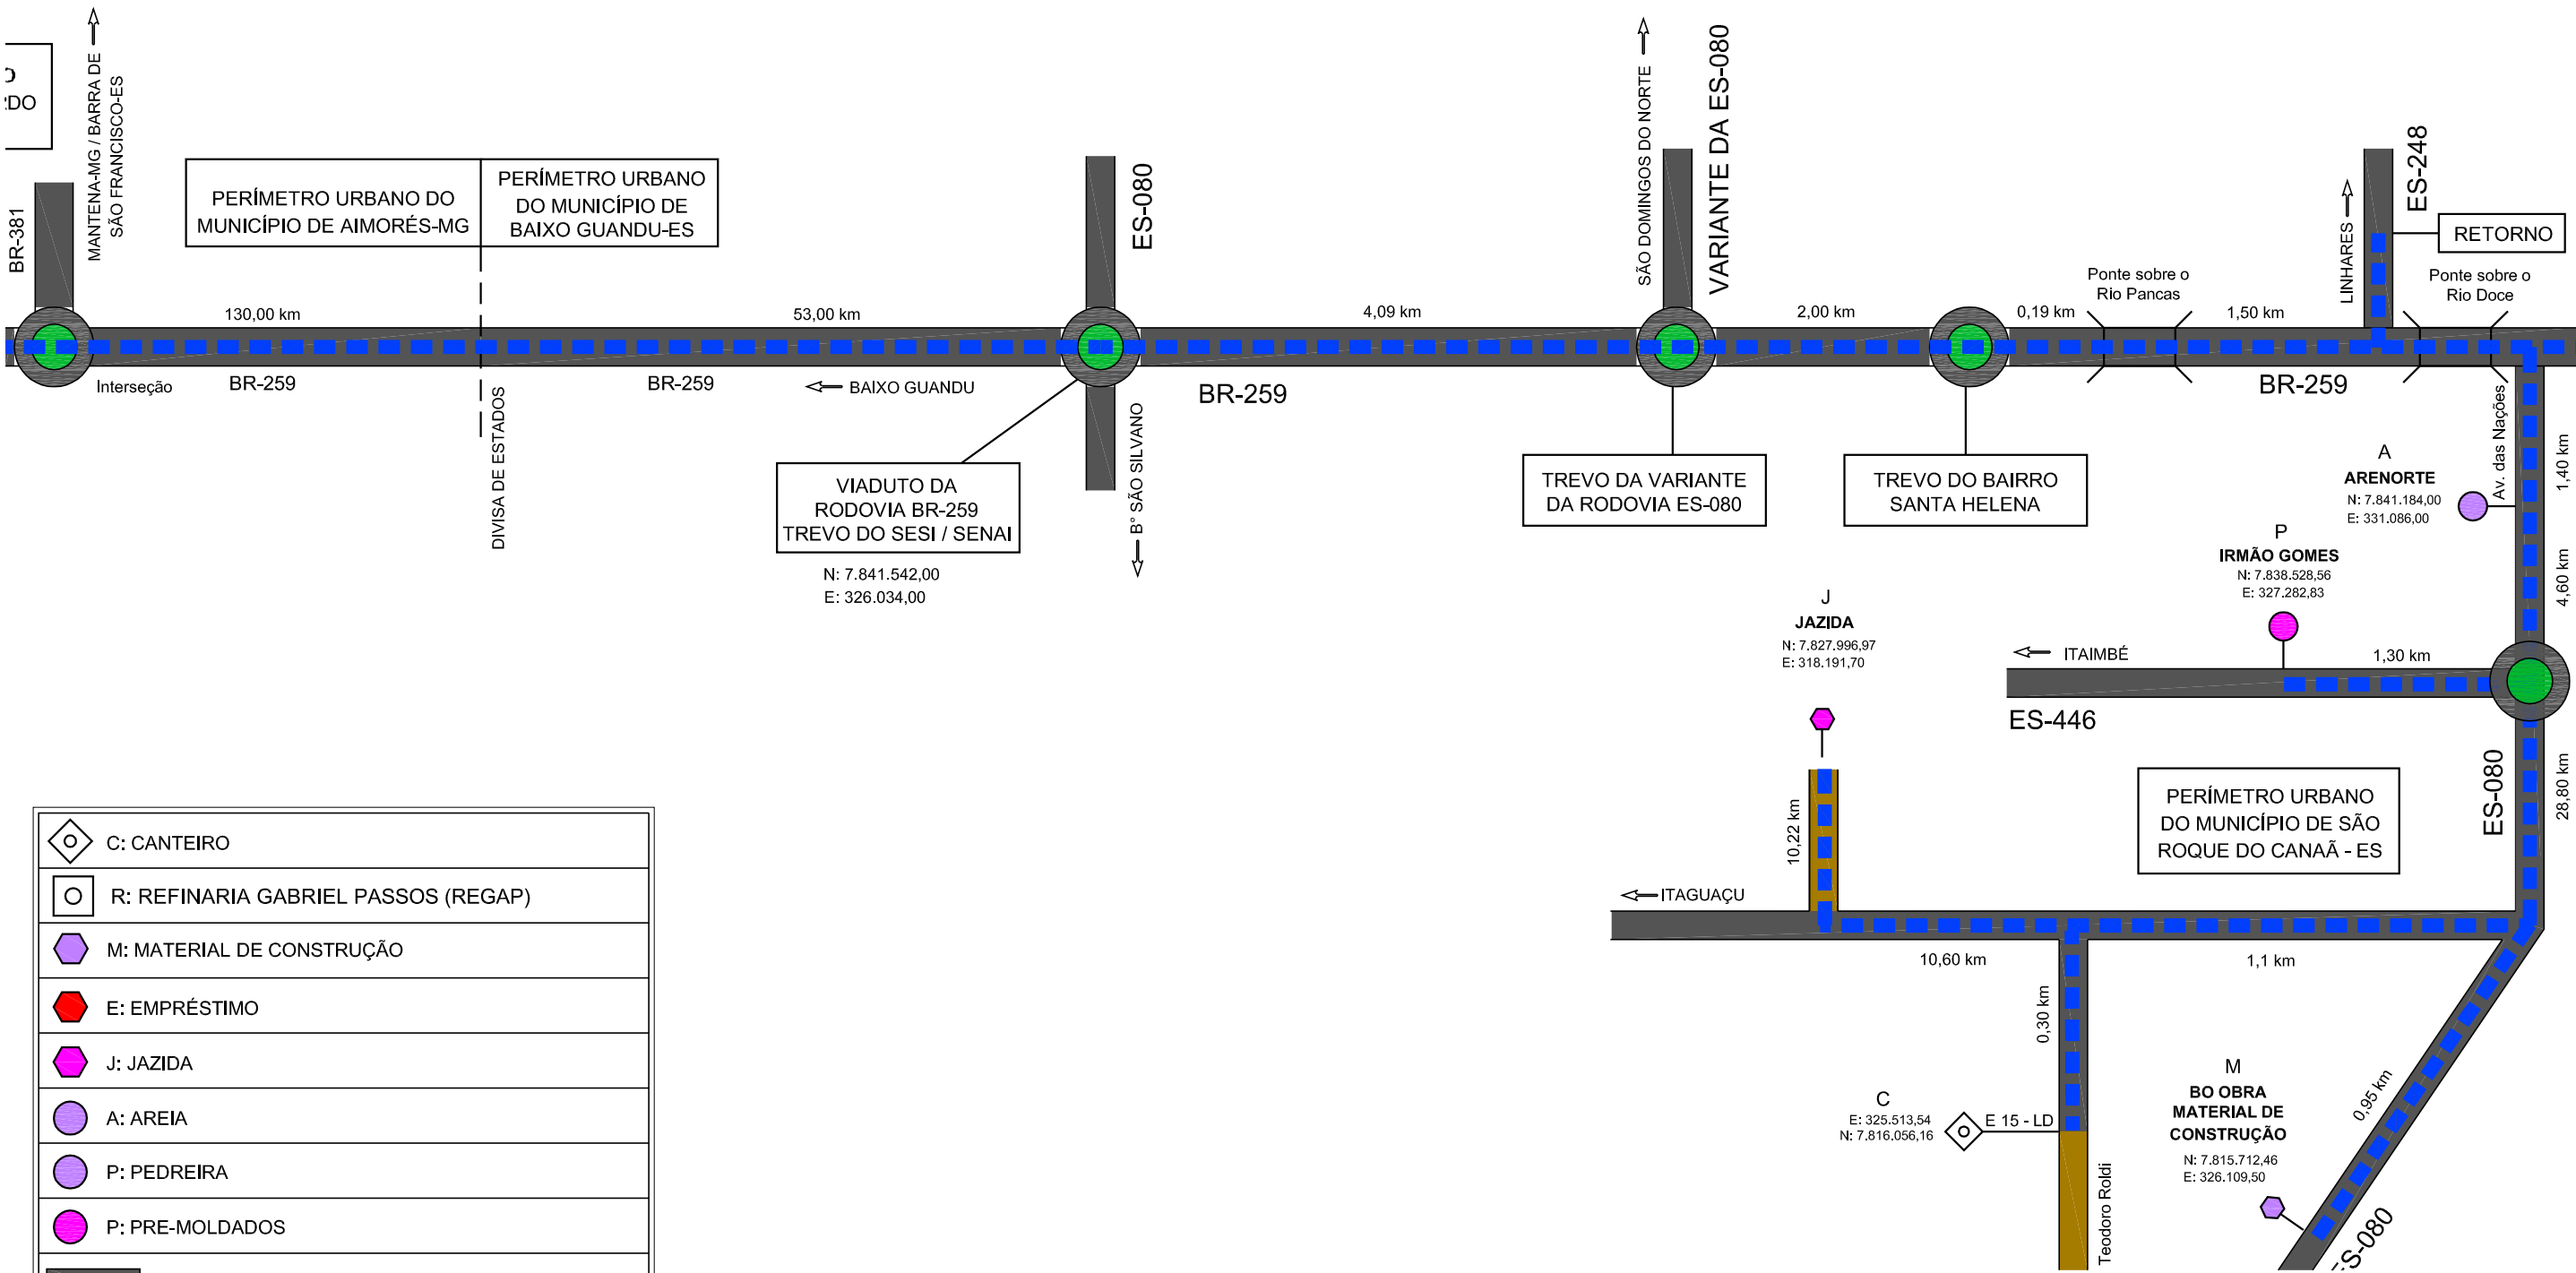 MANTENA-MG / BARRA DE
SÃO FRANCISCO-ES
BR-381
PERÍMETRO URBANO DO
MUNICÍPIO DE AIMORÉS-MG
PERÍMETRO URBANO
DO MUNICÍPIO DE
BAIXO GUANDU-ES
ES-080
SÃO DOMINGOS DO NORTE
VARIANTE DA ES-080
LINHARES
ES-248
RETORNO
Ponte sobre o
Rio Pancas
Ponte sobre o
Rio Doce
130,00 km
53,00 km
4,09 km
2,00 km
0,19 km
1,50 km
Interseção
BR-259
BR-259
BAIXO GUANDU
BR-259
BR-259
DIVISA DE ESTADOS
VIADUTO DA
RODOVIA BR-259
TREVO DO SESI / SENAI
N: 7.841.542,00
E: 326.034,00
B° SÃO SILVANO
TREVO DA VARIANTE
DA RODOVIA ES-080
TREVO DO BAIRRO
SANTA HELENA
A
ARENORTE
N: 7.841.184,00
E: 331.086,00
Av. das Nações
1,40 km
4,60 km
P
IRMÃO GOMES
N: 7.838.528,56
E: 327.282,83
J
JAZIDA
N: 7.827.996,97
E: 318.191,70
ITAIMBÉ
1,30 km
ES-446
ES-080
28,80 km
PERÍMETRO URBANO
DO MUNICÍPIO DE SÃO
ROQUE DO CANAÃ - ES
10,22 km
ITAGUAÇU
10,60 km
1,1 km
0,30 km
0,95 km
C
E: 325.513,54
N: 7.816.056,16
E 15 - LD
M
BO OBRA
MATERIAL DE
CONSTRUÇÃO
N: 7.815.712,46
E: 326.109,50
Teodoro Roldi
S-080
C: CANTEIRO
R: REFINARIA GABRIEL PASSOS (REGAP)
M: MATERIAL DE CONSTRUÇÃO
E: EMPRÉSTIMO
J: JAZIDA
A: AREIA
P: PEDREIRA
P: PRE-MOLDADOS